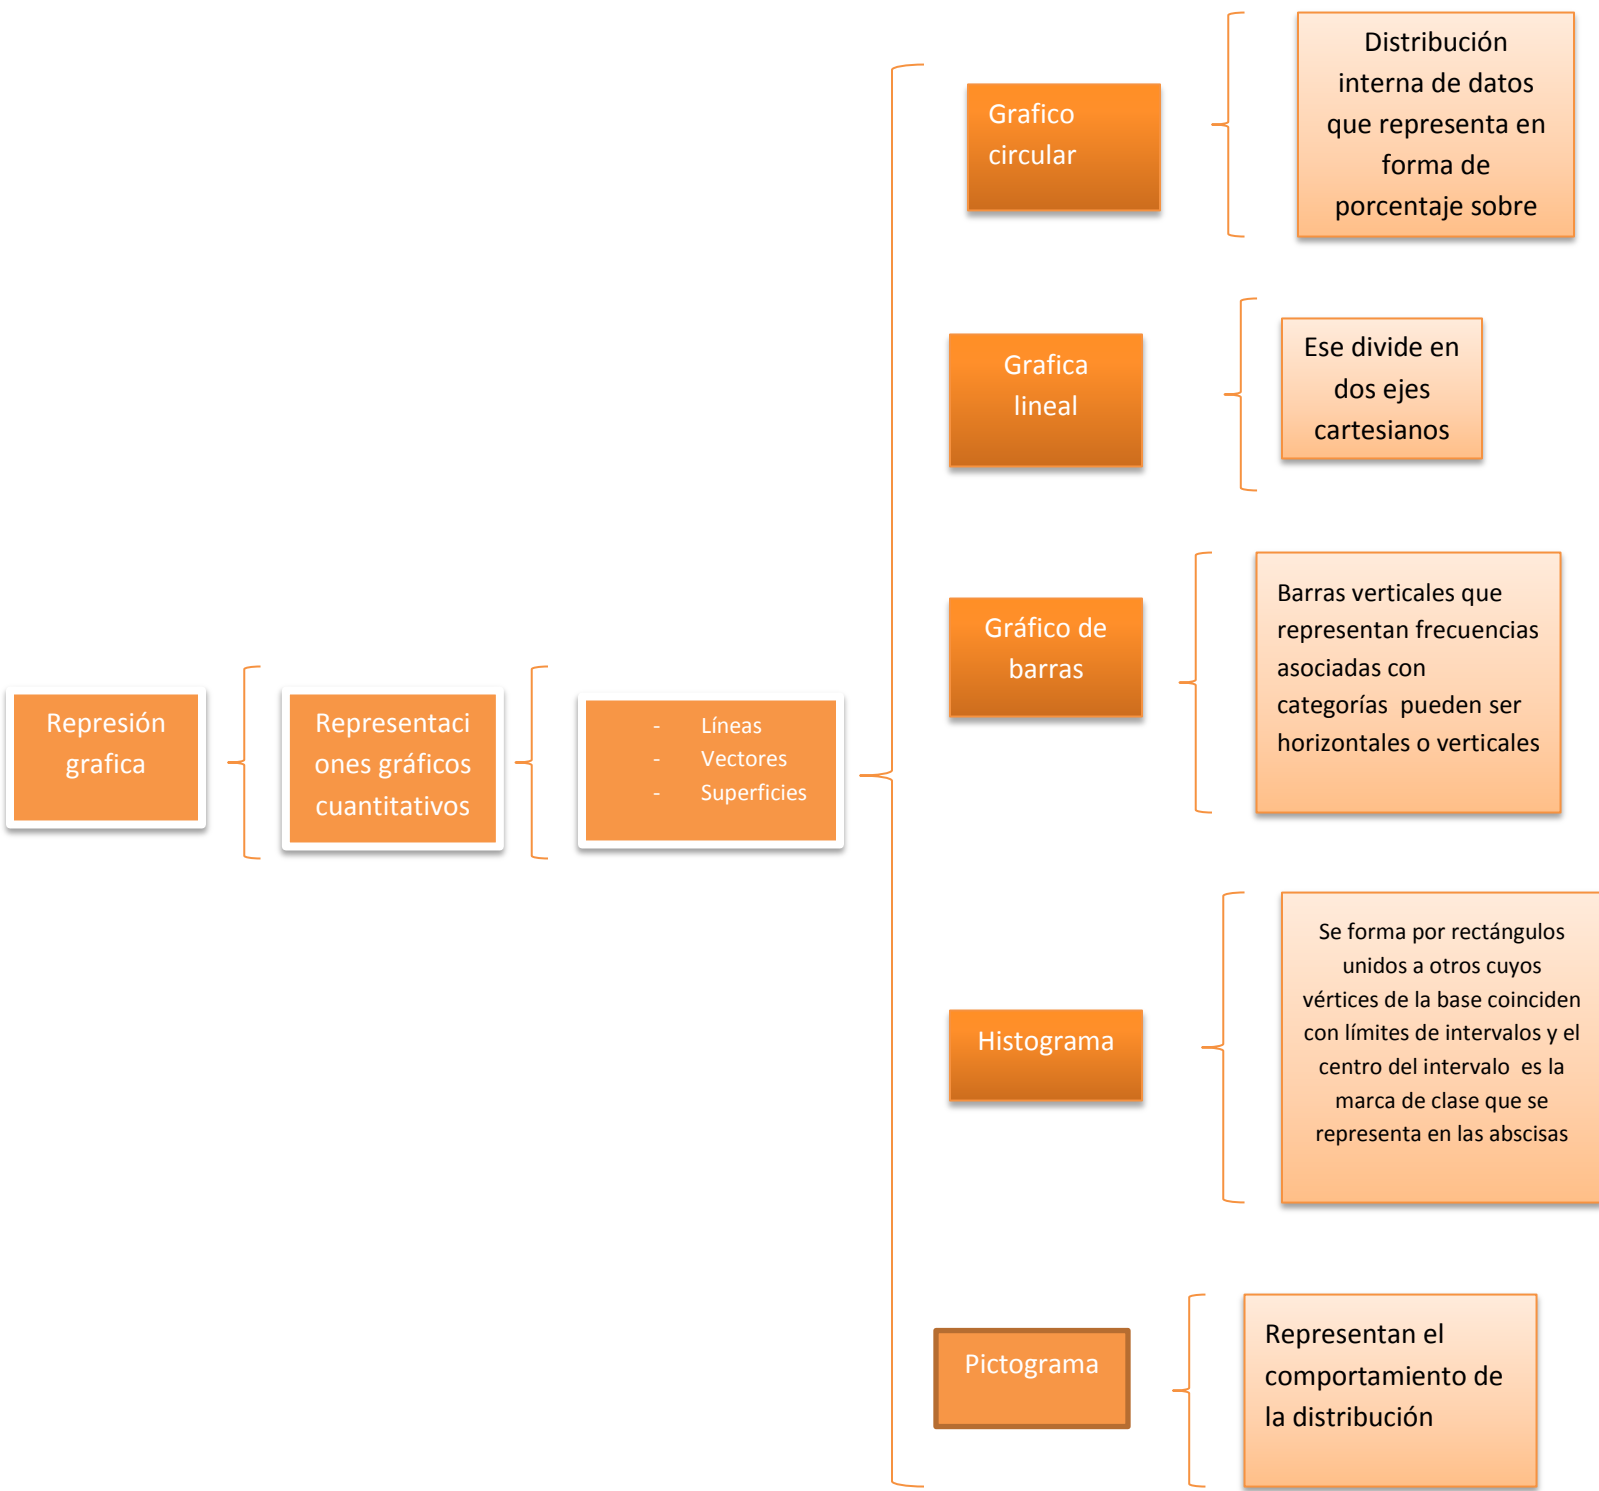 Represión
grafica
Representaci
ones gráficos
cuantitativos
- Líneas
- Vectores
- Superficies
Grafico
circular
Distribución
interna de datos
que representa en
forma de
porcentaje sobre
Grafica
lineal
Ese divide en
dos ejes
cartesianos
Gráfico de
barras
Barras verticales que
representan frecuencias
asociadas con
categorías pueden ser
horizontales o verticales
Histograma
Se forma por rectángulos
unidos a otros cuyos
vértices de la base coinciden
con límites de intervalos y el
centro del intervalo es la
marca de clase que se
representa en las abscisas
Pictograma
Representan el
comportamiento de
la distribución